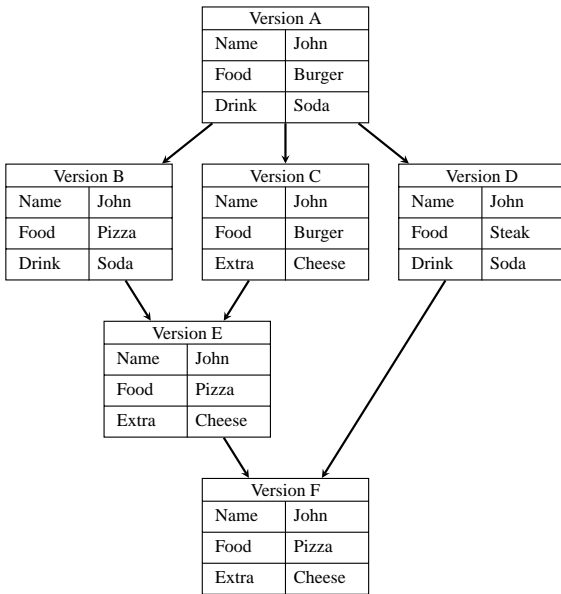 Version A
Name John
Food Burger
Drink Soda
Version B
Name John
Food Pizza
Drink Soda
Version C
Name John
Food Burger
Extra Cheese
Version D
Name John
Food Steak
Drink Soda
Version E
Name John
Food Pizza
Extra Cheese
Version F
Name John
Food Pizza
Extra Cheese